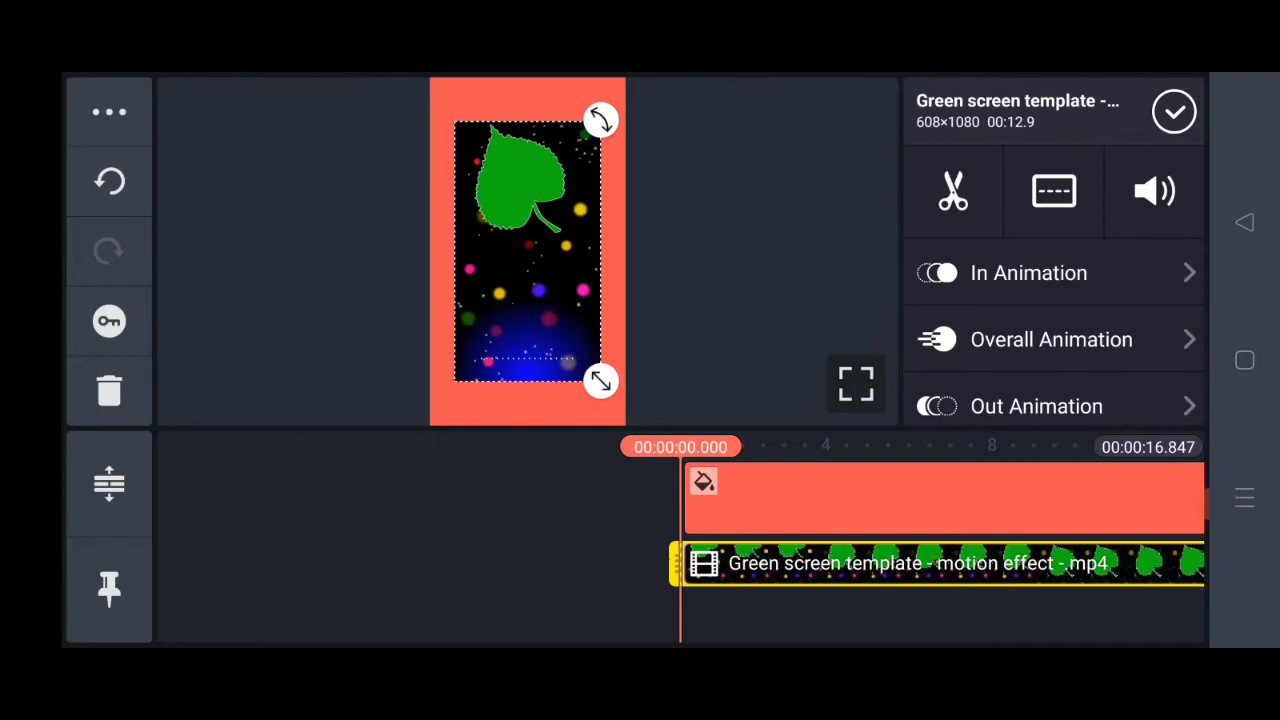 Green screen template -...
608×1080 00:12.9
In Animation
Overall Animation
Out Animation
00:00:00.000
4
8
00:00:16.847
Green screen template - motion effect -.mp4